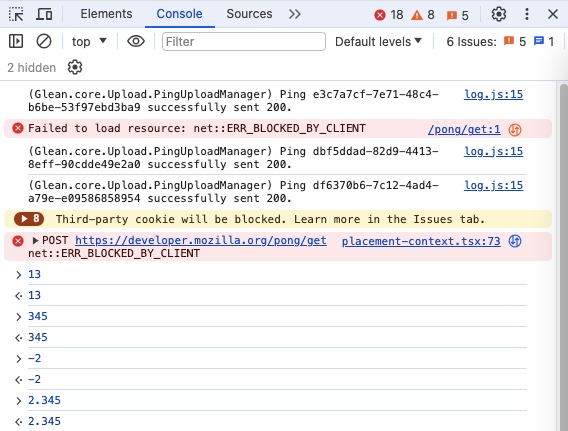 Elements Console Sources 18 8 5
top Filter Default levels 6 Issues: 5 1
2 hidden
(Glean.core.Upload.PingUploadManager) Ping e3c7a7cf-7e71-48c4- log.js:15
b6be-53f97ebd3ba9 successfully sent 200.
Failed to load resource: net::ERR_BLOCKED_BY_CLIENT /pong/get:1
(Glean.core.Upload.PingUploadManager) Ping dbf5ddad-82d9-4413- log.js:15
8eff-90cdde49e2a0 successfully sent 200.
(Glean.core.Upload.PingUploadManager) Ping df6370b6-7c12-4ad4- log.js:15
a79e-e09586858954 successfully sent 200.
8 Third-party cookie will be blocked. Learn more in the Issues tab.
POST https://developer.mozilla.org/pong/get placement-context.tsx:73
net::ERR_BLOCKED_BY_CLIENT
13
13
345
345
-2
-2
2.345
2.345